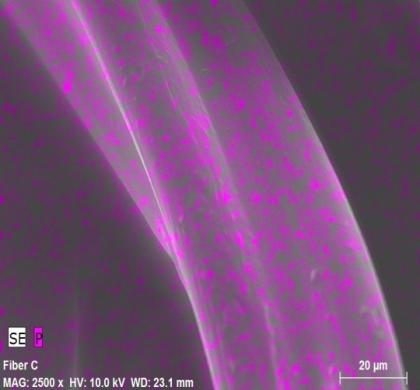 SE P
Fiber C
20 µm
MAG: 2500 x HV: 10.0 kV WD: 23.1 mm